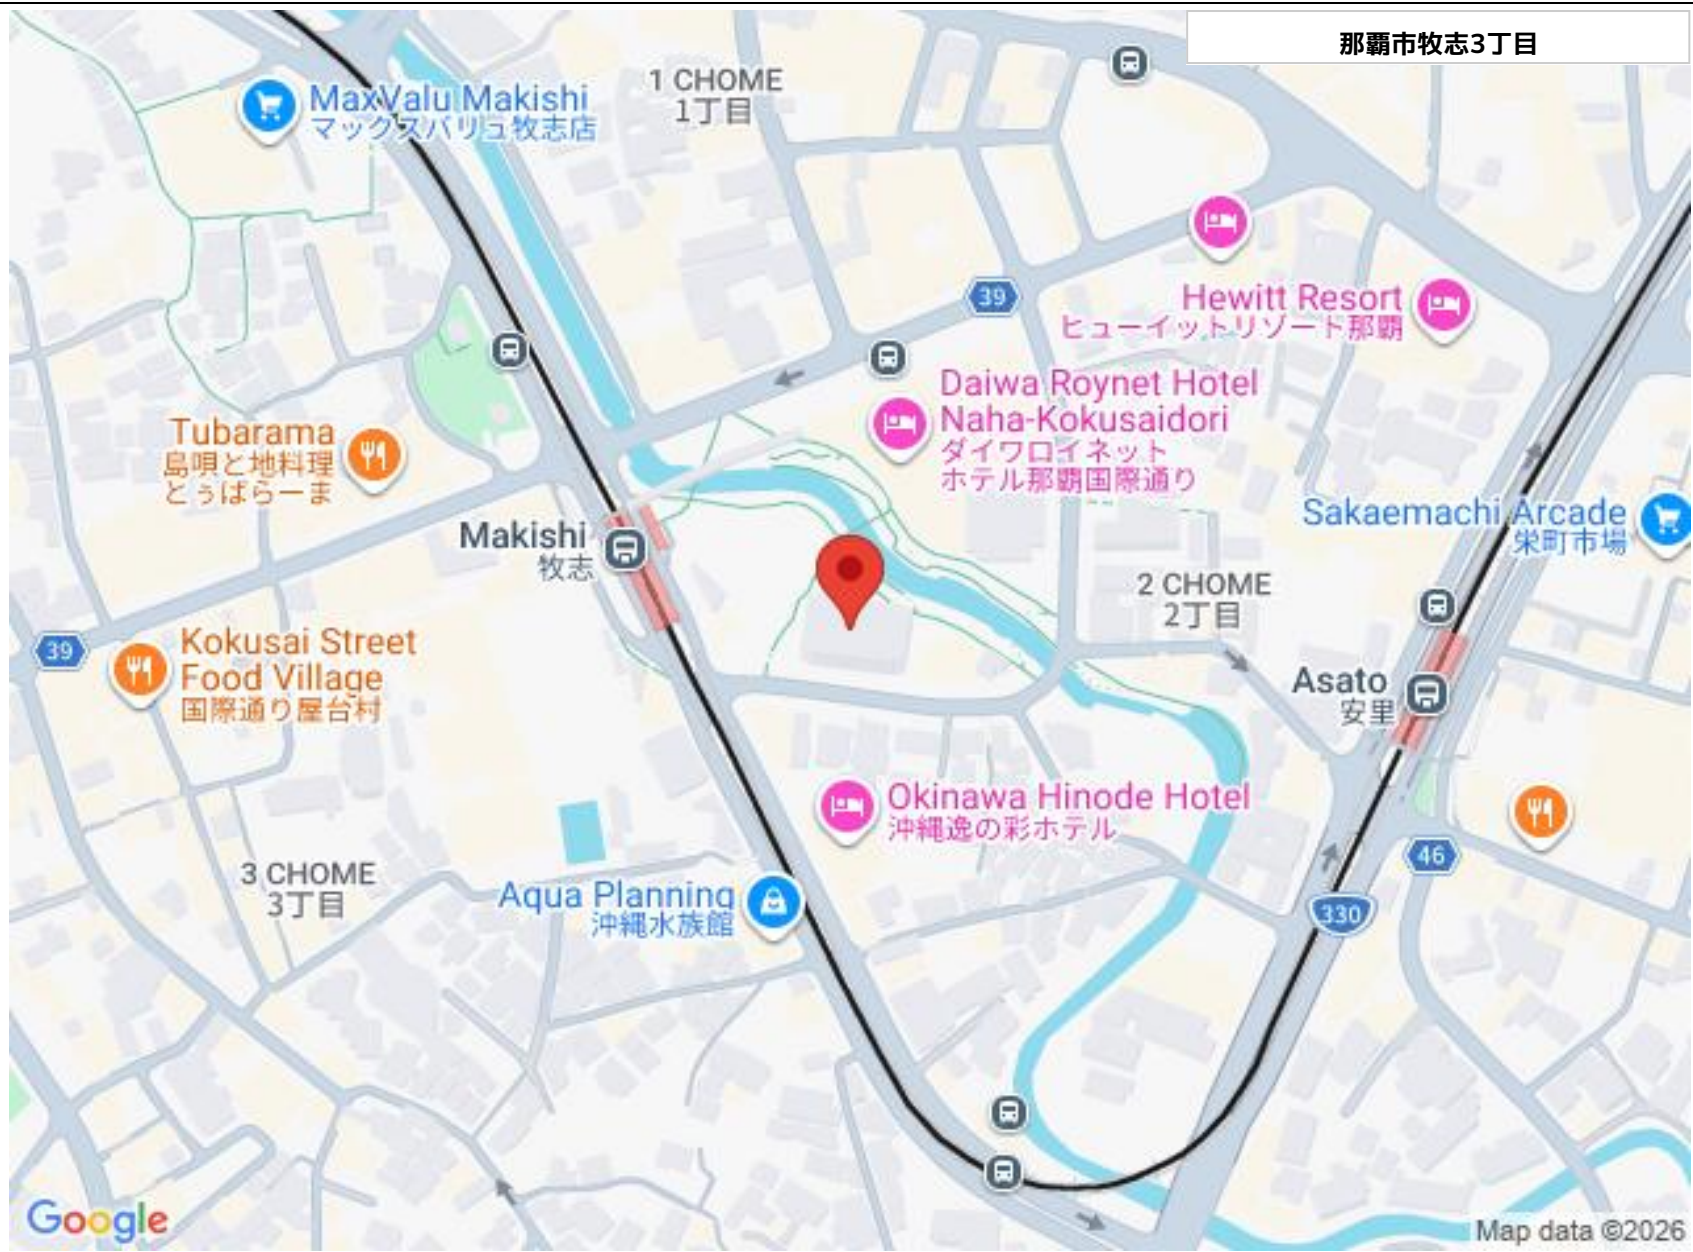 那覇市牧志3丁目
1 CHOME
1丁目
MaxValu Makishi
マックスバリュ牧志店
39
Hewitt Resort
ヒューイットリゾート那覇
Daiwa Roynet Hotel
Naha-Kokusaidori
ダイワロイネット
ホテル那覇国際通り
Tubarama
島唄と地料理
とぅばらーま
Sakaemachi Arcade
栄町市場
Makishi
牧志
2 CHOME
2丁目
39
Kokusai Street
Food Village
国際通り屋台村
Asato
安里
Okinawa Hinode Hotel
沖縄逸の彩ホテル
46
3 CHOME
3丁目
Aqua Planning
沖縄水族館
330
Google
Map data ©2026